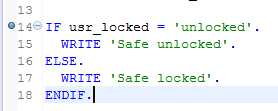 13
14 IF usr_locked = 'unlocked'.
15 WRITE 'Safe unlocked'.
16 ELSE.
17 WRITE 'Safe locked'.
18 ENDIF.